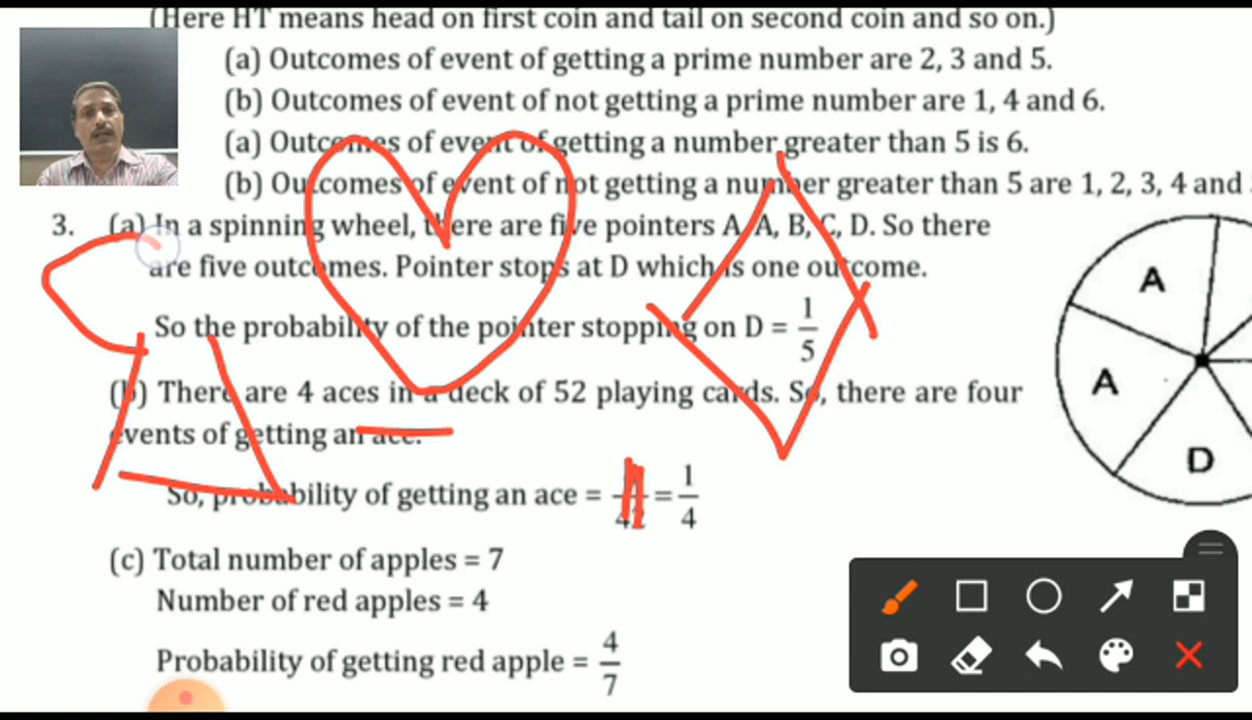 (Here HT means head on first coin and tail on second coin and so on.)
(a) Outcomes of event of getting a prime number are 2, 3 and 5.
(b) Outcomes of event of not getting a prime number are 1, 4 and 6.
(a) Outcomes of event of getting a number greater than 5 is 6.
(b) Outcomes of event of not getting a number greater than 5 are 1, 2, 3, 4 and
3. (a) In a spinning wheel, there are five pointers A, A, B, C, D. So there
are five outcomes. Pointer stops at D which is one outcome.
So the probability of the pointer stopping on D = 1/5
(b) There are 4 aces in a deck of 52 playing cards. So, there are four
events of getting an ace.
So, probability of getting an ace = = 1/4
(c) Total number of apples = 7
Number of red apples = 4
Probability of getting red apple = 4/7
A
A
D